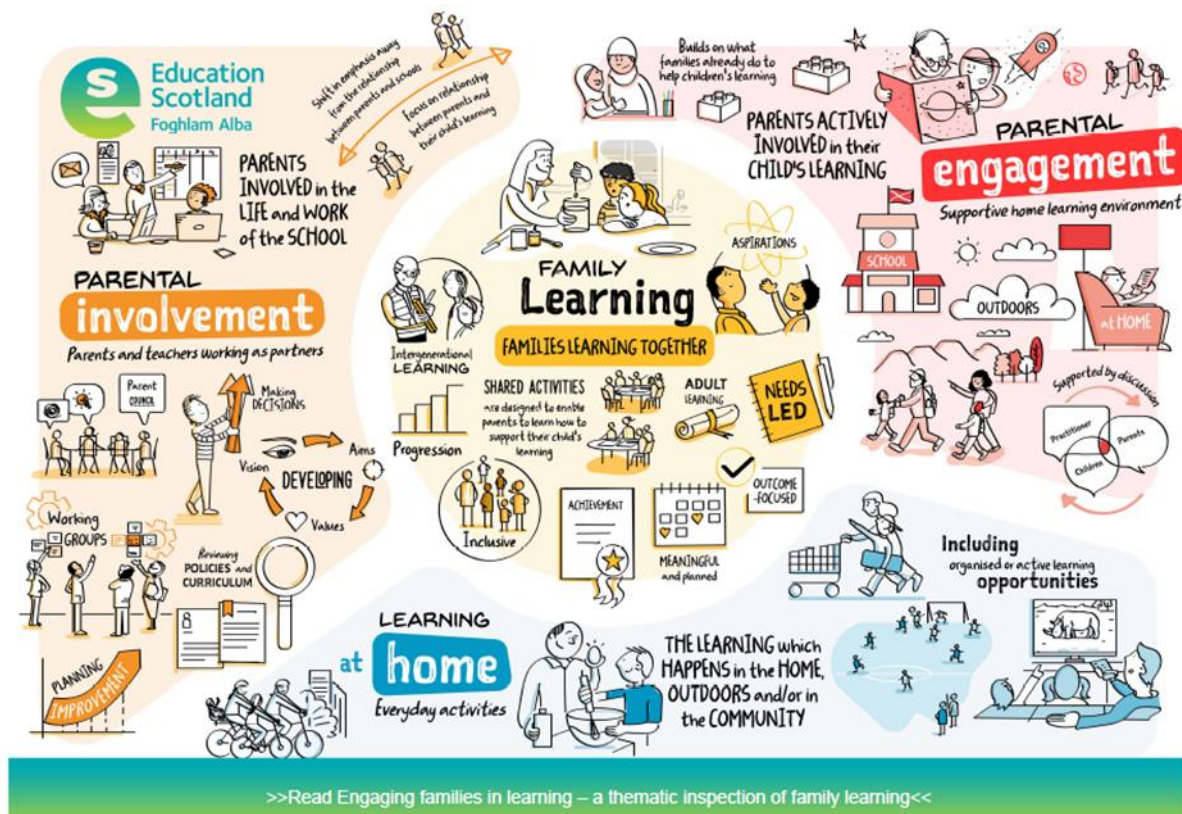 Education
Scotland
Foghlam Alba
Shift in emphasis away
from the relationship
between parents and schools
Focus on relationship
between parents and
their child's learning
PARENTS
INVOLVED in the
LIFE and WORK
of the SCHOOL
PARENTAL
involvement
Parents and teachers working as partners
Parent
COUNCIL
Making
DECISIONS
Vision
Aims
DEVELOPING
Values
Working
GROUPS
Reviewing
POLICIES and
CURRICULUM
PLANNING
IMPROVEMENT
FAMILY
Learning
FAMILIES LEARNING TOGETHER
ASPIRATIONS
Intergenerational
LEARNING
Progression
SHARED ACTIVITIES
are designed to enable
parents to learn how to
support their child's
learning
ADULT
LEARNING
NEEDS
LED
Inclusive
ACHIEVEMENT
MEANINGFUL
and planned
OUTCOME
-FOCUSED
Builds on what
families already do to
help children's learning
PARENTS ACTIVELY
INVOLVED in their
CHILD'S LEARNING
PARENTAL
engagement
Supportive home learning environment
SCHOOL
OUTDOORS
at HOME
Supported by discussion
Practitioner
Parents
Children
LEARNING
at home
Everyday activities
THE LEARNING which
HAPPENS in the HOME,
OUTDOORS and/or in
the COMMUNITY
Including
organised or active learning
opportunities
>>Read Engaging families in learning – a thematic inspection of family learning<<